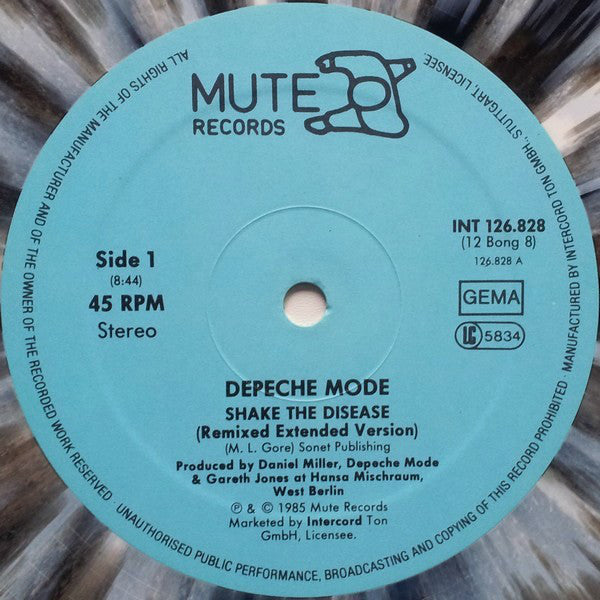 MUTE
RECORDS
INT 126.828
(12 Bong 8)
126.828 A
Side 1
(8:44)
45 RPM
Stereo
GEMA
LC 5834
DEPECHE MODE
SHAKE THE DISEASE
(Remixed Extended Version)
(M. L. Gore) Sonet Publishing
Produced by Daniel Miller, Depeche Mode
& Gareth Jones at Hansa Mischraum,
West Berlin
℗ & © 1985 Mute Records
Marketed by Intercord Ton
GmbH, Licensee.
ALL RIGHTS OF THE MANUFACTURER AND OF THE OWNER OF THE RECORDED WORK RESERVED · UNAUTHORISED PUBLIC PERFORMANCE, BROADCASTING AND COPYING OF THIS RECORD PROHIBITED · MANUFACTURED BY INTERCORD TON GMBH., STUTTGART, LICENSEE.